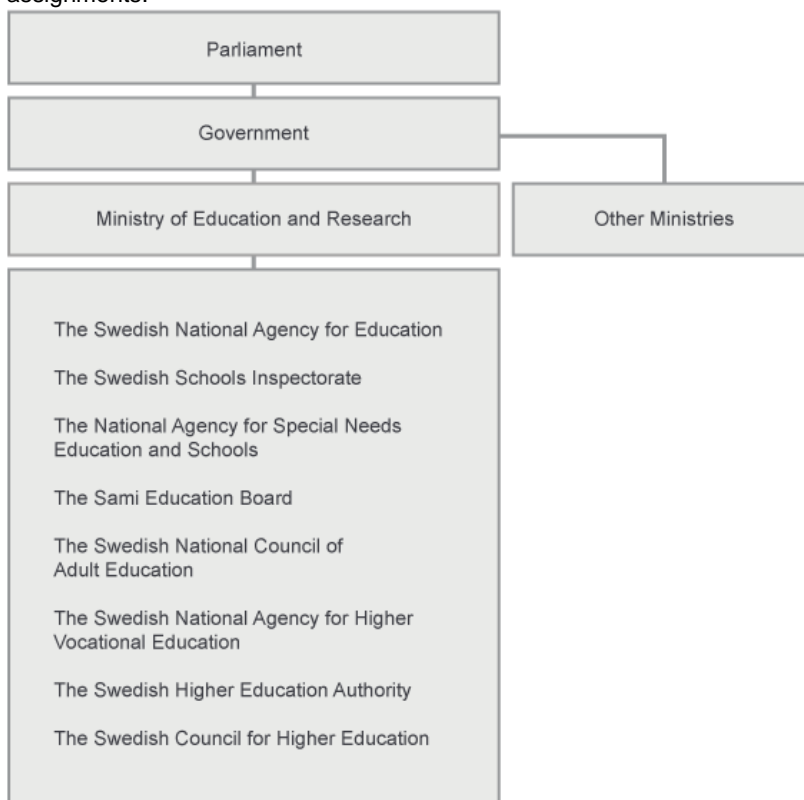 assignments.
Parliament
Government
Ministry of Education and Research
Other Ministries
The Swedish National Agency for Education
The Swedish Schools Inspectorate
The National Agency for Special Needs
Education and Schools
The Sami Education Board
The Swedish National Council of
Adult Education
The Swedish National Agency for Higher
Vocational Education
The Swedish Higher Education Authority
The Swedish Council for Higher Education